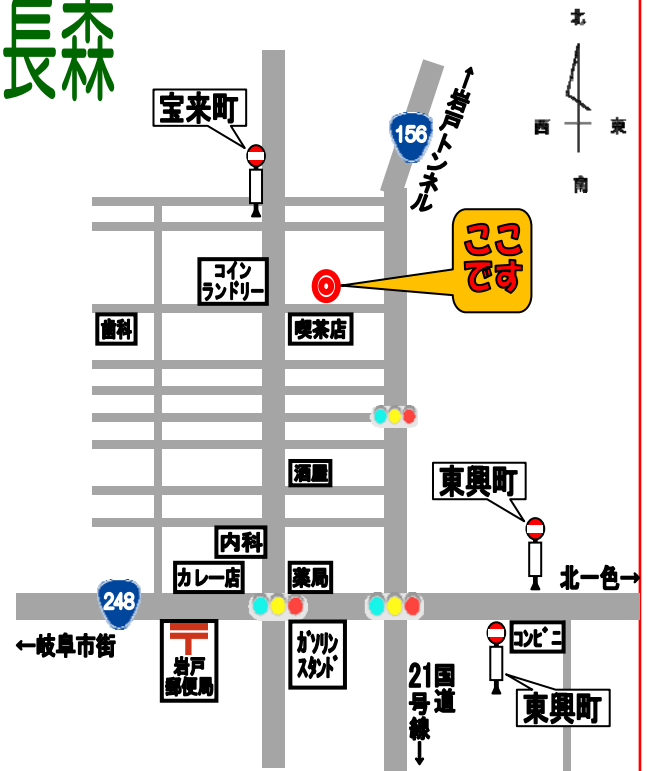 長森
北
西 東
南
宝来町
156
←岩戸トンネル
ここ
です
コイン
ランドリー
歯科
喫茶店
酒屋
東興町
内科
カレー店
薬局
北一色→
248
←岐阜市街
岩戸
郵便局
ガソリン
スタンド
コンビニ
東興町
国道
21号線→